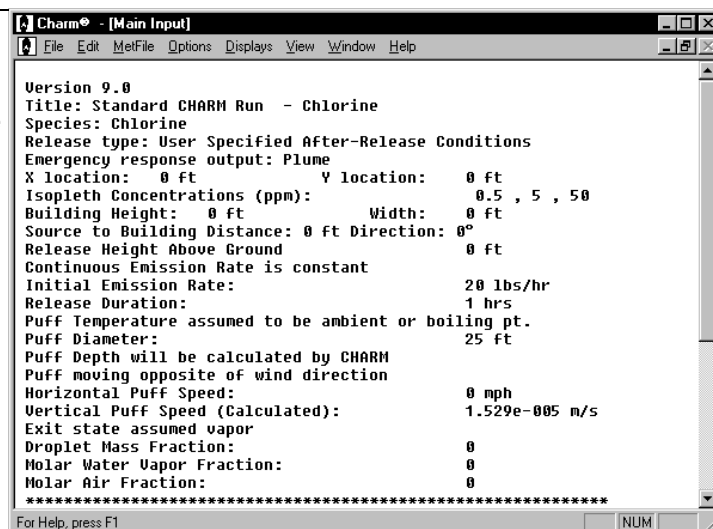 Charm® - [Main Input]
File Edit MetFile Options Displays View Window Help
Version 9.0
Title: Standard CHARM Run - Chlorine
Species: Chlorine
Release type: User Specified After-Release Conditions
Emergency response output: Plume
X location: 0 ft Y location: 0 ft
Isopleth Concentrations (ppm): 0.5 , 5 , 50
Building Height: 0 ft Width: 0 ft
Source to Building Distance: 0 ft Direction: 0°
Release Height Above Ground 0 ft
Continuous Emission Rate is constant
Initial Emission Rate: 20 lbs/hr
Release Duration: 1 hrs
Puff Temperature assumed to be ambient or boiling pt.
Puff Diameter: 25 ft
Puff Depth will be calculated by CHARM
Puff moving opposite of wind direction
Horizontal Puff Speed: 0 mph
Vertical Puff Speed (Calculated): 1.529e-005 m/s
Exit state assumed vapor
Droplet Mass Fraction: 0
Molar Water Vapor Fraction: 0
Molar Air Fraction: 0
*************************************************************************
For Help, press F1 NUM